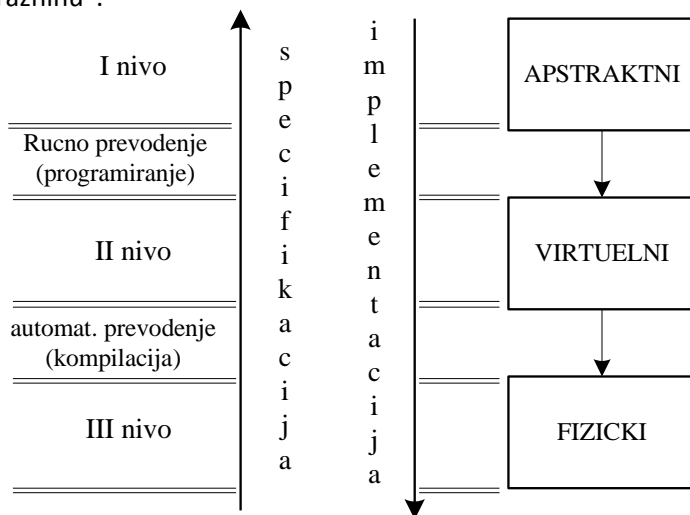 I nivo
Rucno prevodenje
(programiranje)
II nivo
automat. prevodenje
(kompilacija)
III nivo
specifikacija
implementacija
APSTRAKTNI
VIRTUELNI
FIZICKI